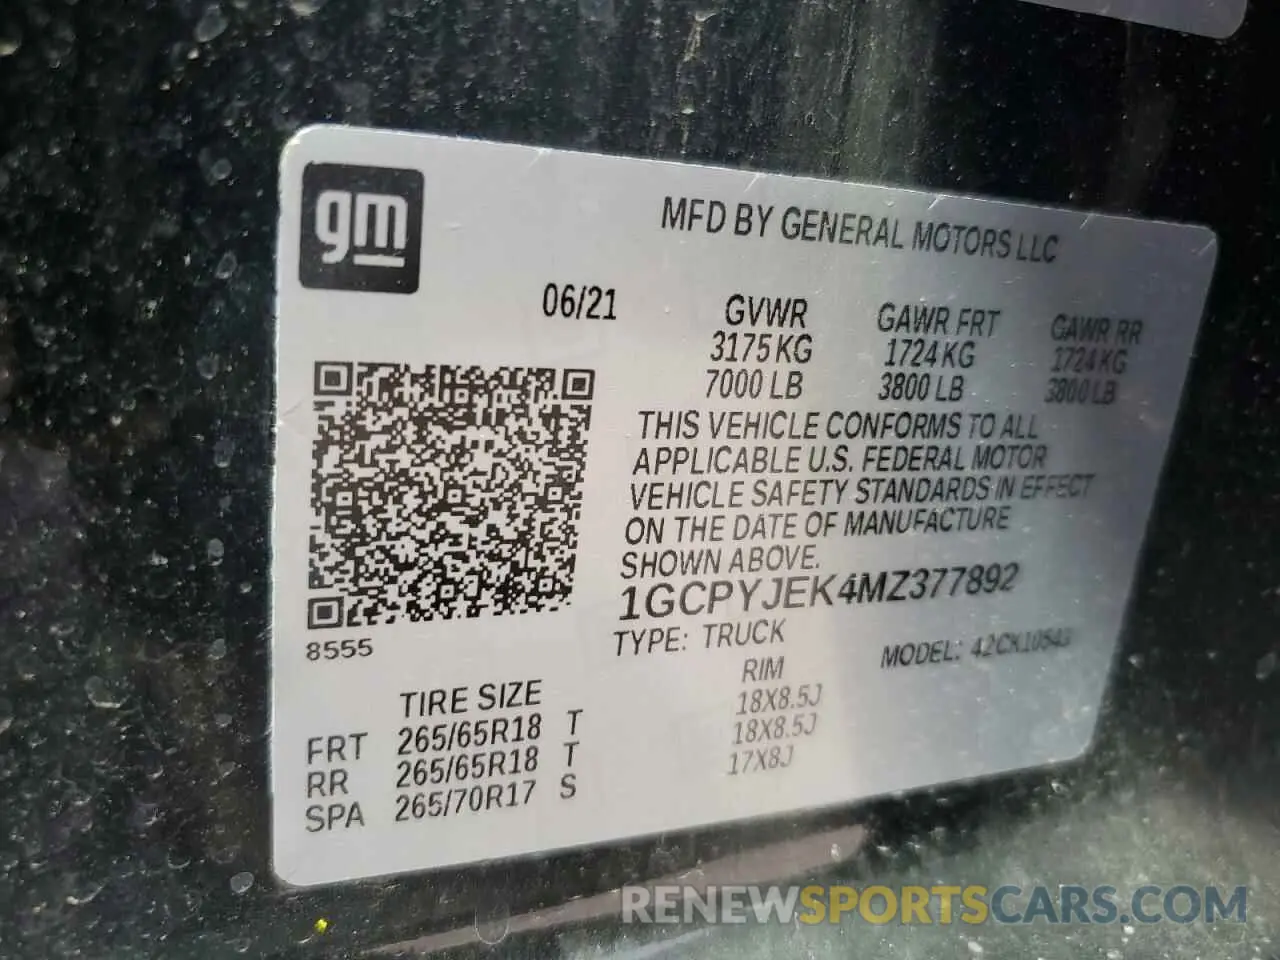 gm
MFD BY GENERAL MOTORS LLC
06/21 GVWR GAWR FRT GAWR RR
3175 KG 1724 KG 1724 KG
7000 LB 3800 LB 3800 LB
THIS VEHICLE CONFORMS TO ALL
APPLICABLE U.S. FEDERAL MOTOR
VEHICLE SAFETY STANDARDS IN EFFECT
ON THE DATE OF MANUFACTURE
SHOWN ABOVE.
1GCPYJEK4MZ377892
8555
TYPE: TRUCK MODEL: 42CK10543
TIRE SIZE RIM
FRT 265/65R18 T 18X8.5J
RR 265/65R18 T 18X8.5J
SPA 265/70R17 S 17X8J
RENEWSPORTSCARS.COM